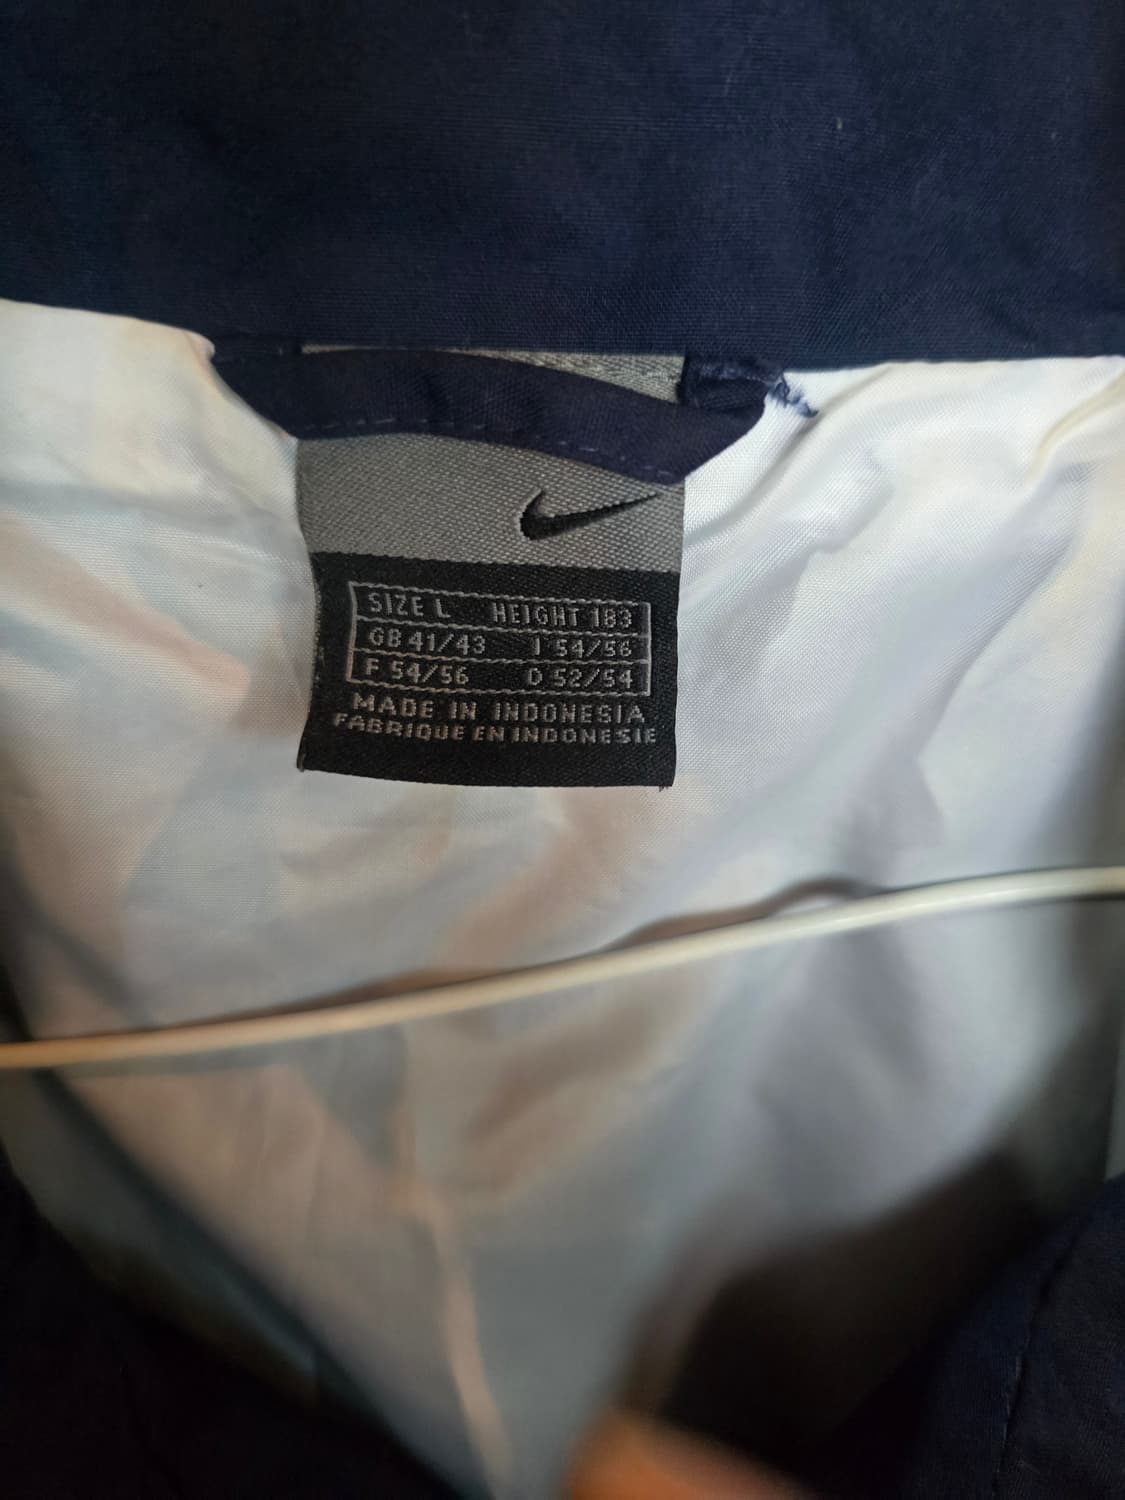 SIZE L HEIGHT 183
GB 41/43 I 54/56
F 54/56 D 52/54
MADE IN INDONESIA
FABRIQUE EN INDONESIE